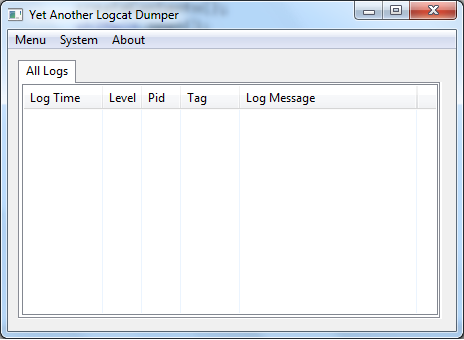 Yet Another Logcat Dumper
Menu System About
All Logs
Log Time Level Pid Tag Log Message